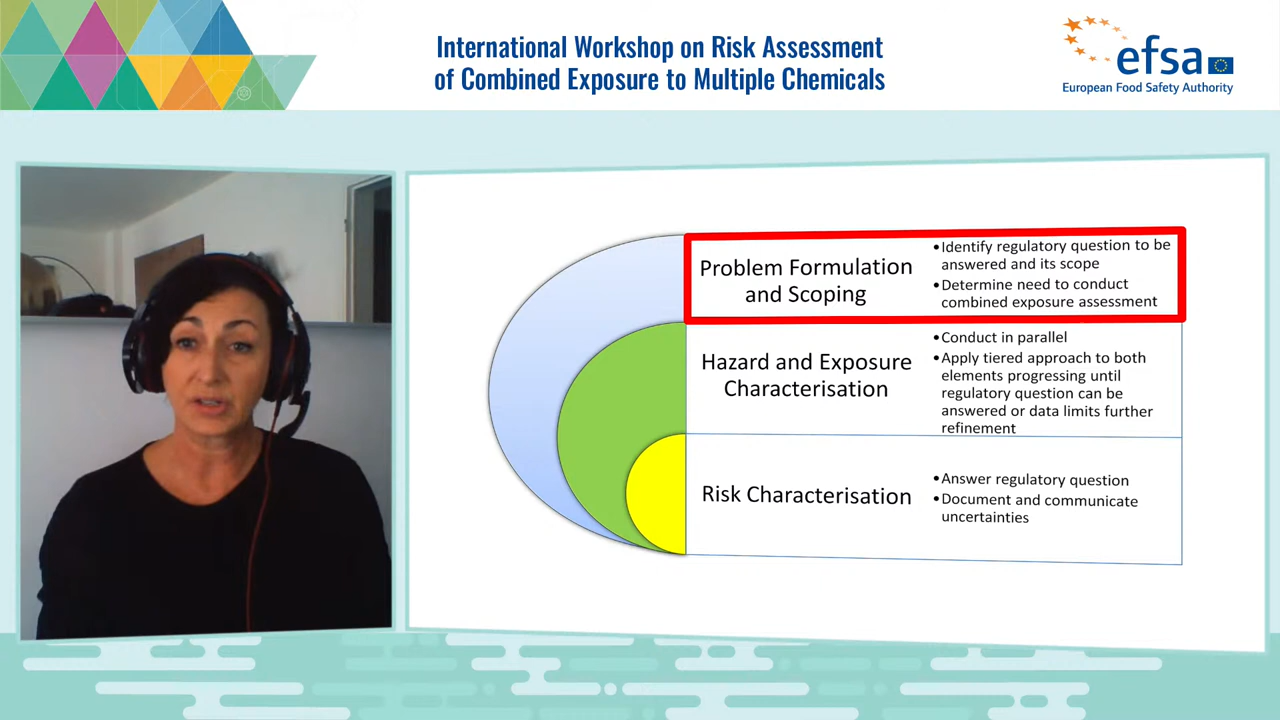 International Workshop on Risk Assessment
of Combined Exposure to Multiple Chemicals
efsa
European Food Safety Authority
Problem Formulation
and Scoping
•Identify regulatory question to be
answered and its scope
•Determine need to conduct
combined exposure assessment
Hazard and Exposure
Characterisation
•Conduct in parallel
•Apply tiered approach to both
elements progressing until
regulatory question can be
answered or data limits further
refinement
Risk Characterisation
•Answer regulatory question
•Document and communicate
uncertainties